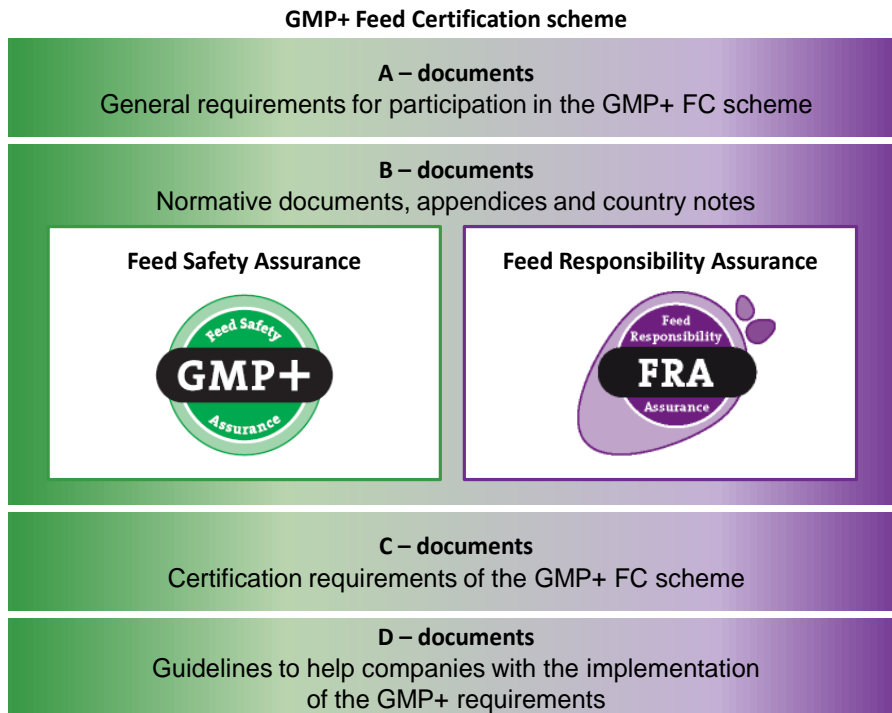 GMP+ Feed Certification scheme
A – documents
General requirements for participation in the GMP+ FC scheme
B – documents
Normative documents, appendices and country notes
Feed Safety Assurance
Feed Safety
GMP+
Assurance
Feed Responsibility Assurance
Feed
Responsibility
FRA
Assurance
C – documents
Certification requirements of the GMP+ FC scheme
D – documents
Guidelines to help companies with the implementation
of the GMP+ requirements